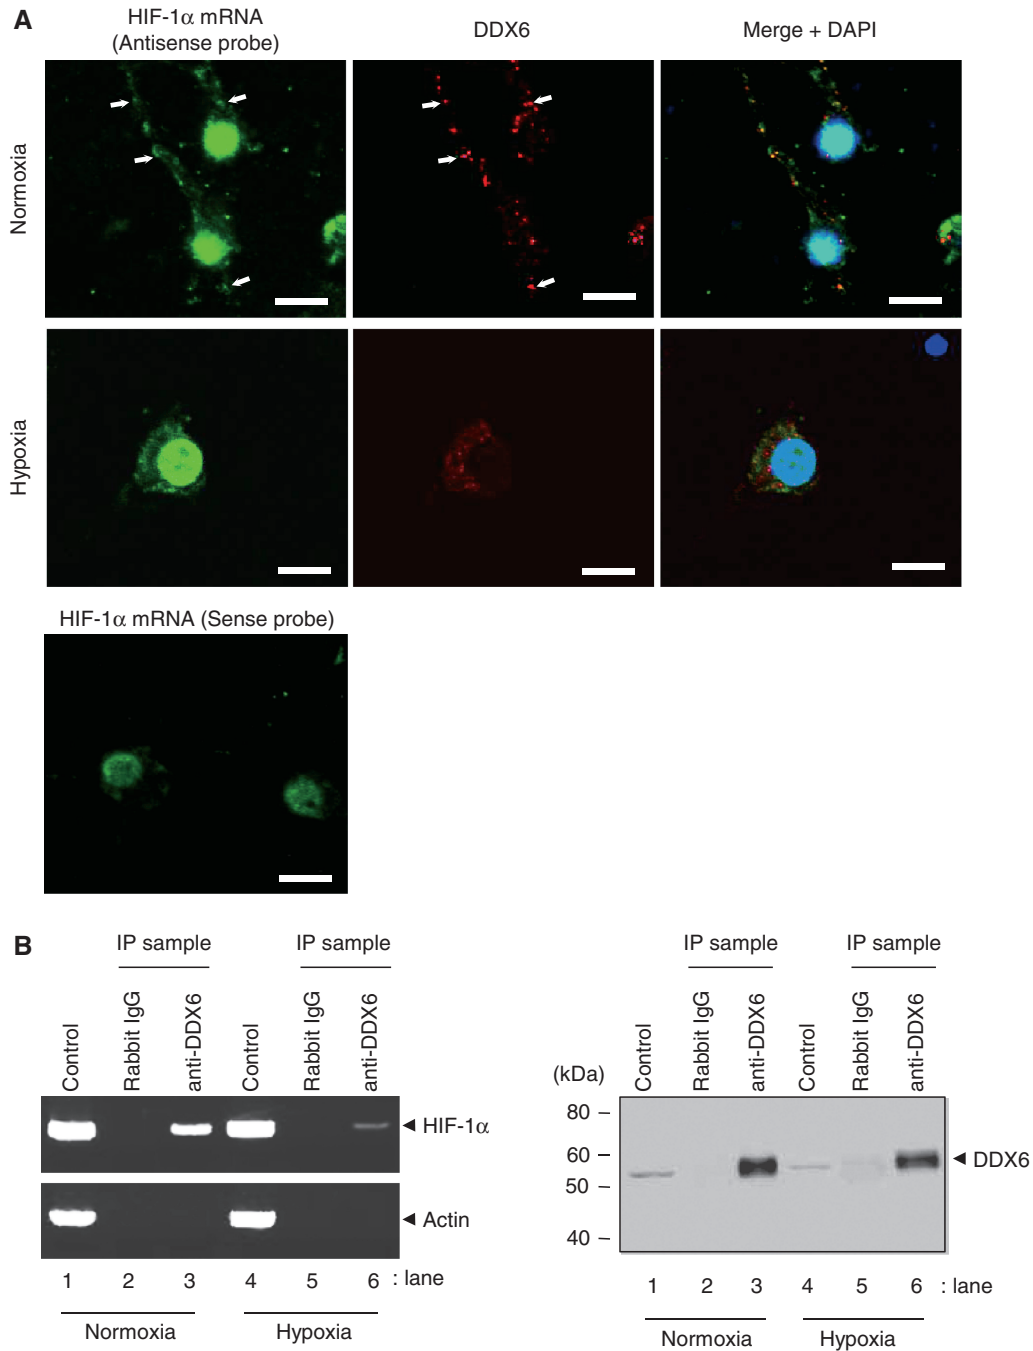 A
HIF-1α mRNA
(Antisense probe)
DDX6
Merge + DAPI
Normoxia
Hypoxia
HIF-1α mRNA (Sense probe)
B
IP sample
IP sample
Control
Rabbit IgG
anti-DDX6
Control
Rabbit IgG
anti-DDX6
HIF-1α
Actin
1 2 3 4 5 6 : lane
Normoxia
Hypoxia
IP sample
IP sample
Control
Rabbit IgG
anti-DDX6
Control
Rabbit IgG
anti-DDX6
(kDa)
80
60
50
40
DDX6
1 2 3 4 5 6 : lane
Normoxia
Hypoxia